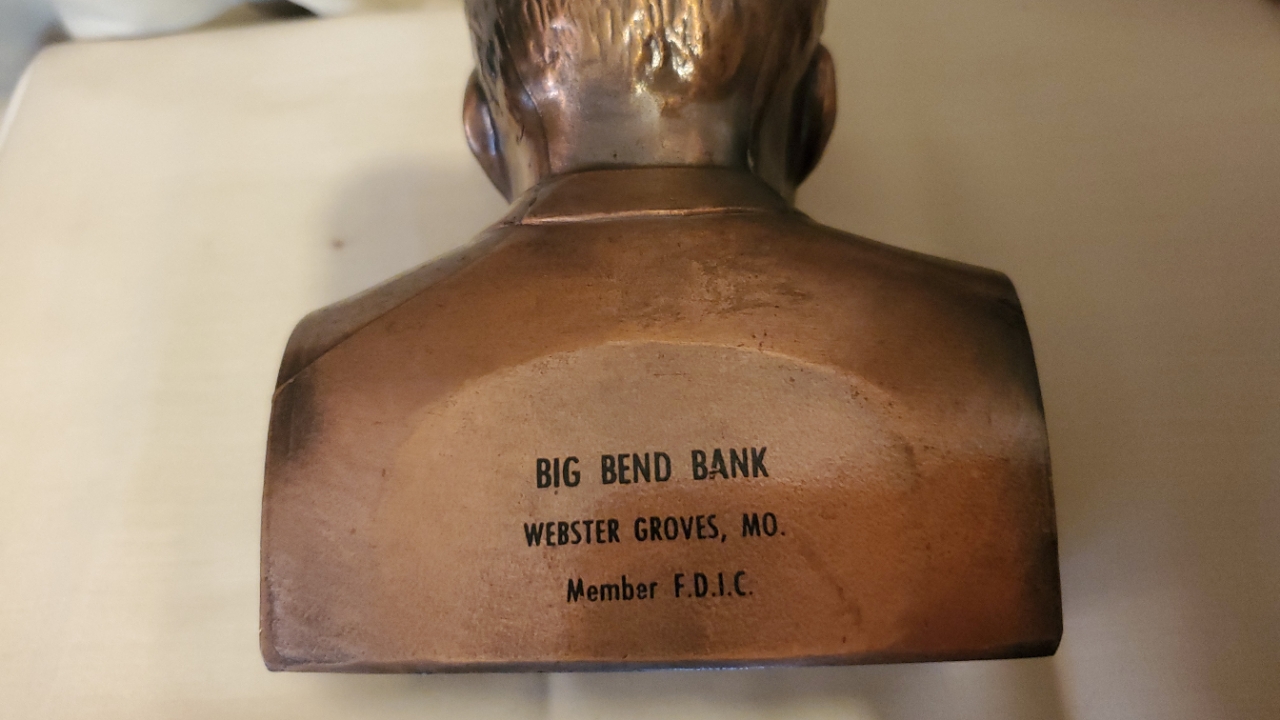 BIG BEND BANK
WEBSTER GROVES, MO.
Member F.D.I.C.